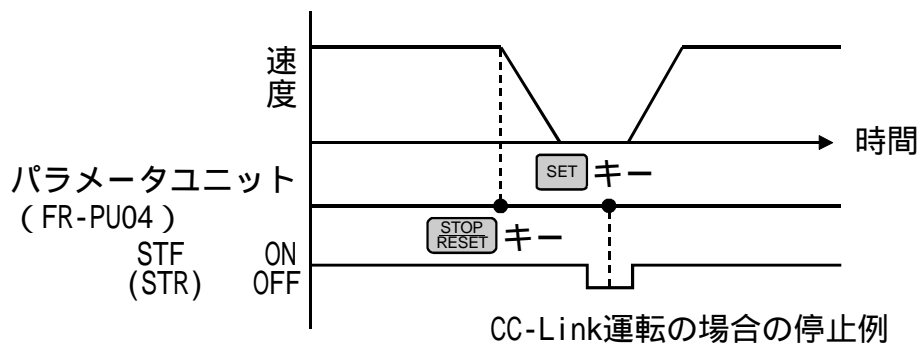 速度
時間
SET キー
パラメータユニット
（FR-PU04）
STOP
RESET キー
STF ON
(STR) OFF
CC-Link運転の場合の停止例